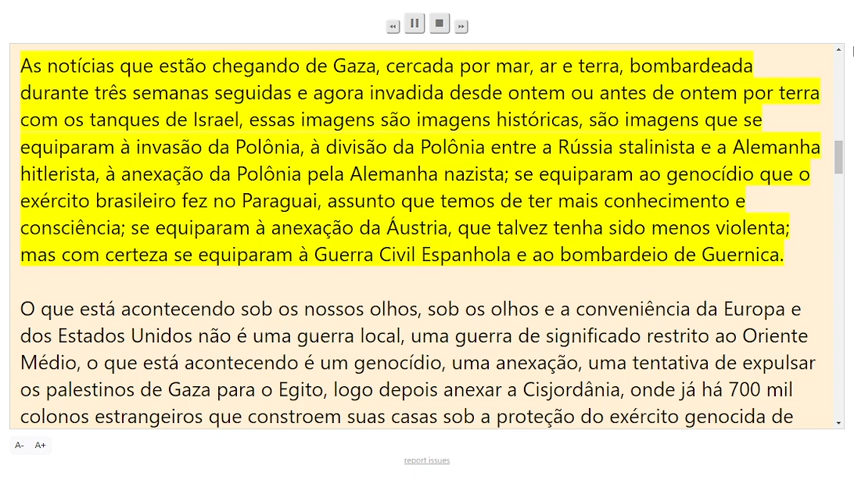 As notícias que estão chegando de Gaza, cercada por mar, ar e terra, bombardeada
durante três semanas seguidas e agora invadida desde ontem ou antes de ontem por terra
com os tanques de Israel, essas imagens são imagens históricas, são imagens que se
equiparam à invasão da Polônia, à divisão da Polônia entre a Rússia stalinista e a Alemanha
hitlerista, à anexação da Polônia pela Alemanha nazista; se equiparam ao genocídio que o
exército brasileiro fez no Paraguai, assunto que temos de ter mais conhecimento e
consciência; se equiparam à anexação da Áustria, que talvez tenha sido menos violenta;
mas com certeza se equiparam à Guerra Civil Espanhola e ao bombardeio de Guernica.
O que está acontecendo sob os nossos olhos, sob os olhos e a conveniência da Europa e
dos Estados Unidos não é uma guerra local, uma guerra de significado restrito ao Oriente
Médio, o que está acontecendo é um genocídio, uma anexação, uma tentativa de expulsar
os palestinos de Gaza para o Egito, logo depois anexar a Cisjordânia, onde já há 700 mil
colonos estrangeiros que constroem suas casas sob a proteção do exército genocida de
A- A+
report issues